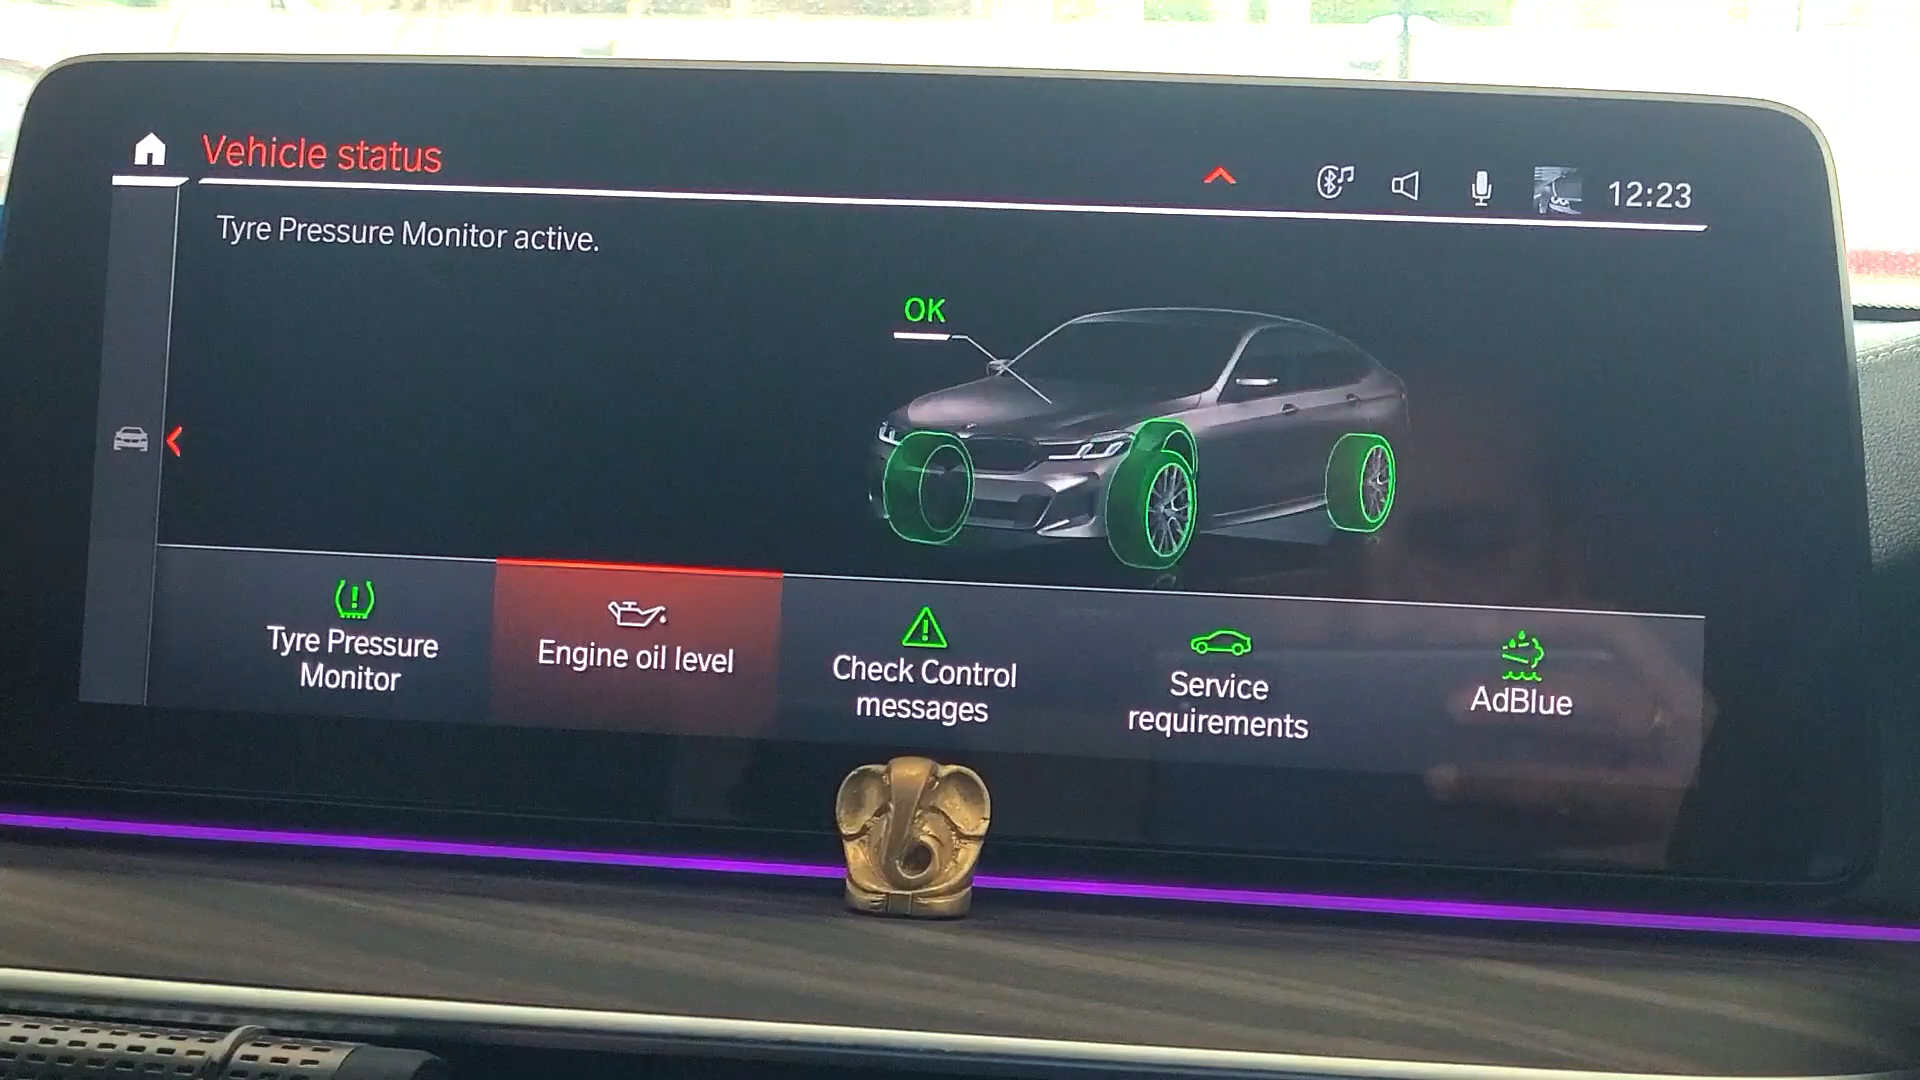 Vehicle status
12:23
Tyre Pressure Monitor active.
OK
Tyre Pressure
Monitor
Engine oil level
Check Control
messages
Service
requirements
AdBlue